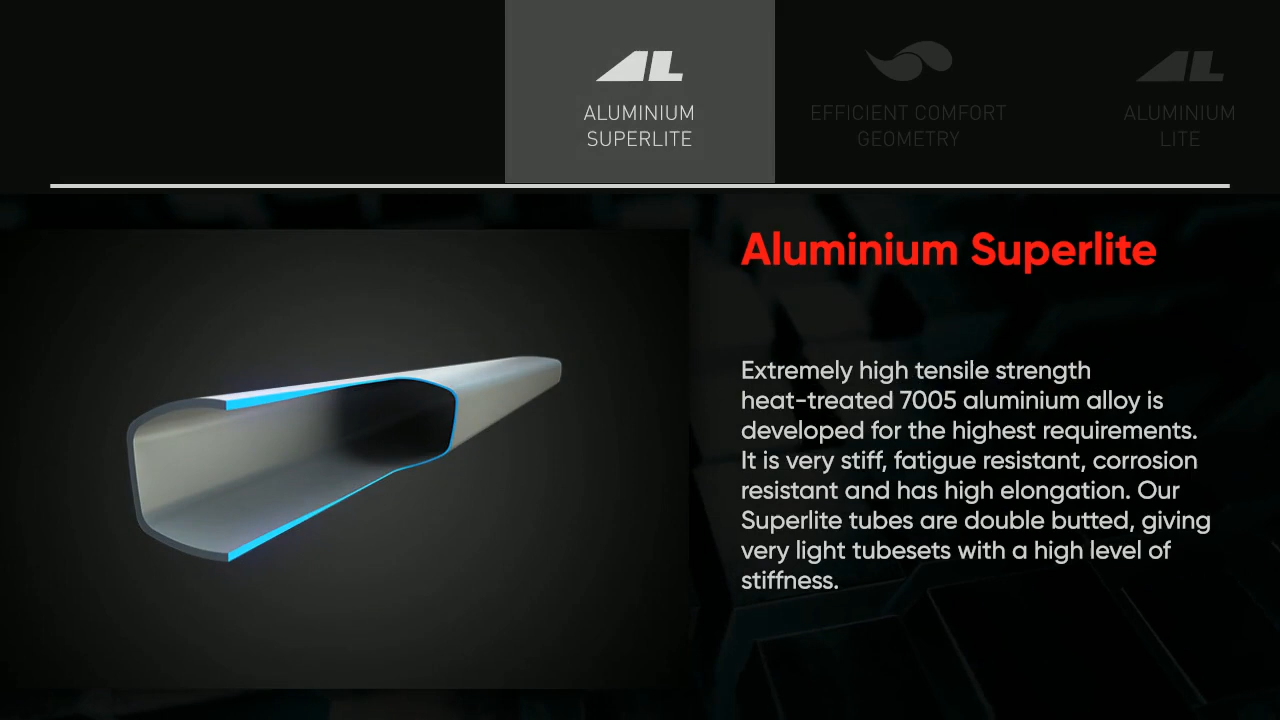 AL
ALUMINIUM
SUPERLITE
EFFICIENT COMFORT
GEOMETRY
AL
ALUMINIUM
LITE
Aluminium Superlite
Extremely high tensile strength
heat-treated 7005 aluminium alloy is
developed for the highest requirements.
It is very stiff, fatigue resistant, corrosion
resistant and has high elongation. Our
Superlite tubes are double butted, giving
very light tubesets with a high level of
stiffness.